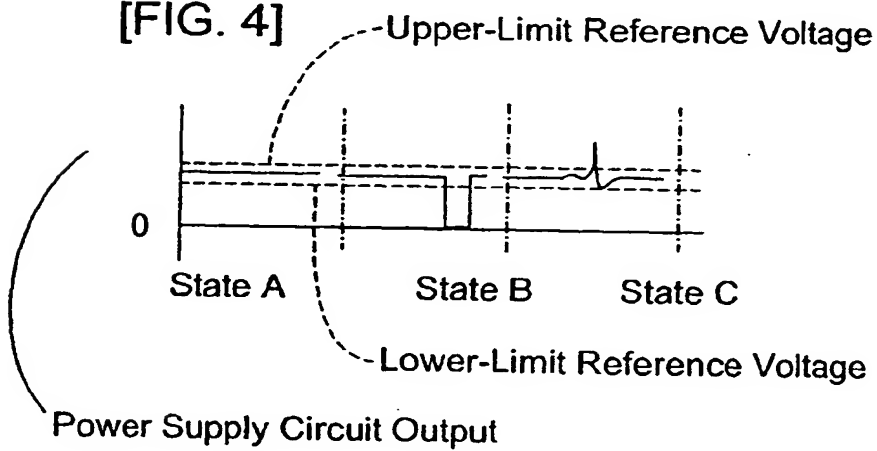 [FIG. 4]
Upper-Limit Reference Voltage
0
State A State B State C
Lower-Limit Reference Voltage
Power Supply Circuit Output